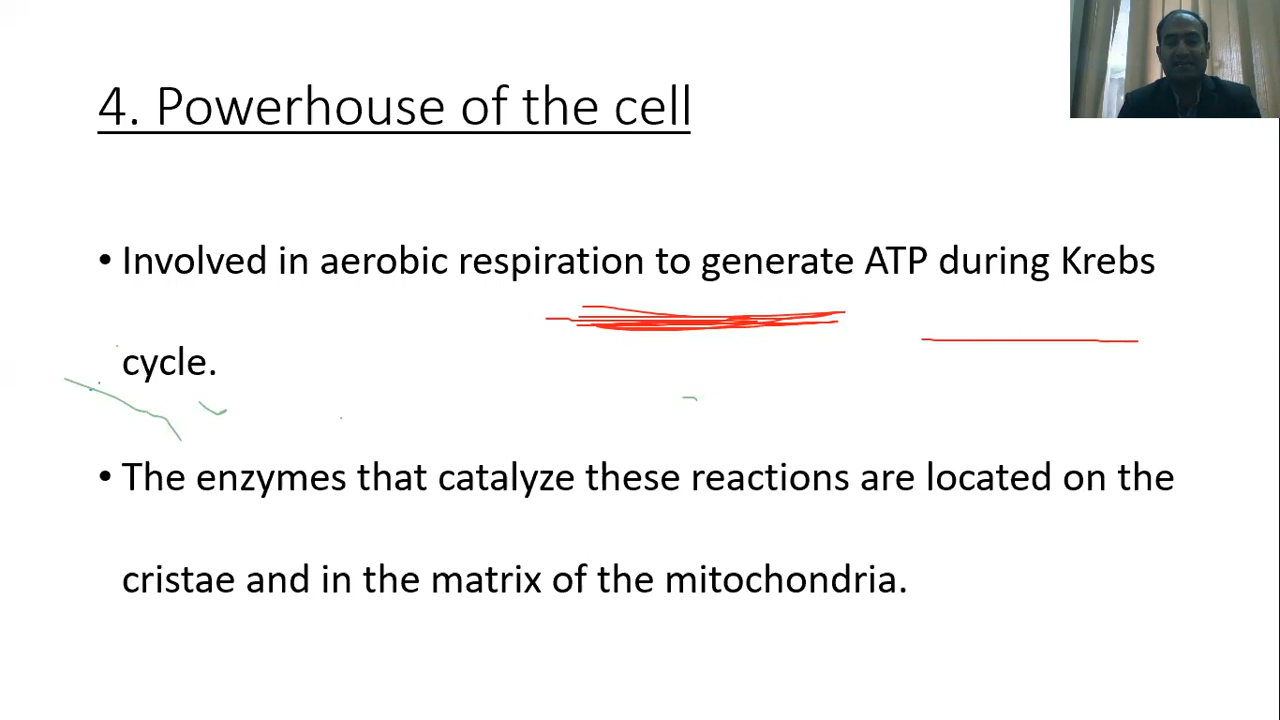 4. Powerhouse of the cell
• Involved in aerobic respiration to generate ATP during Krebs
cycle.
• The enzymes that catalyze these reactions are located on the
cristae and in the matrix of the mitochondria.